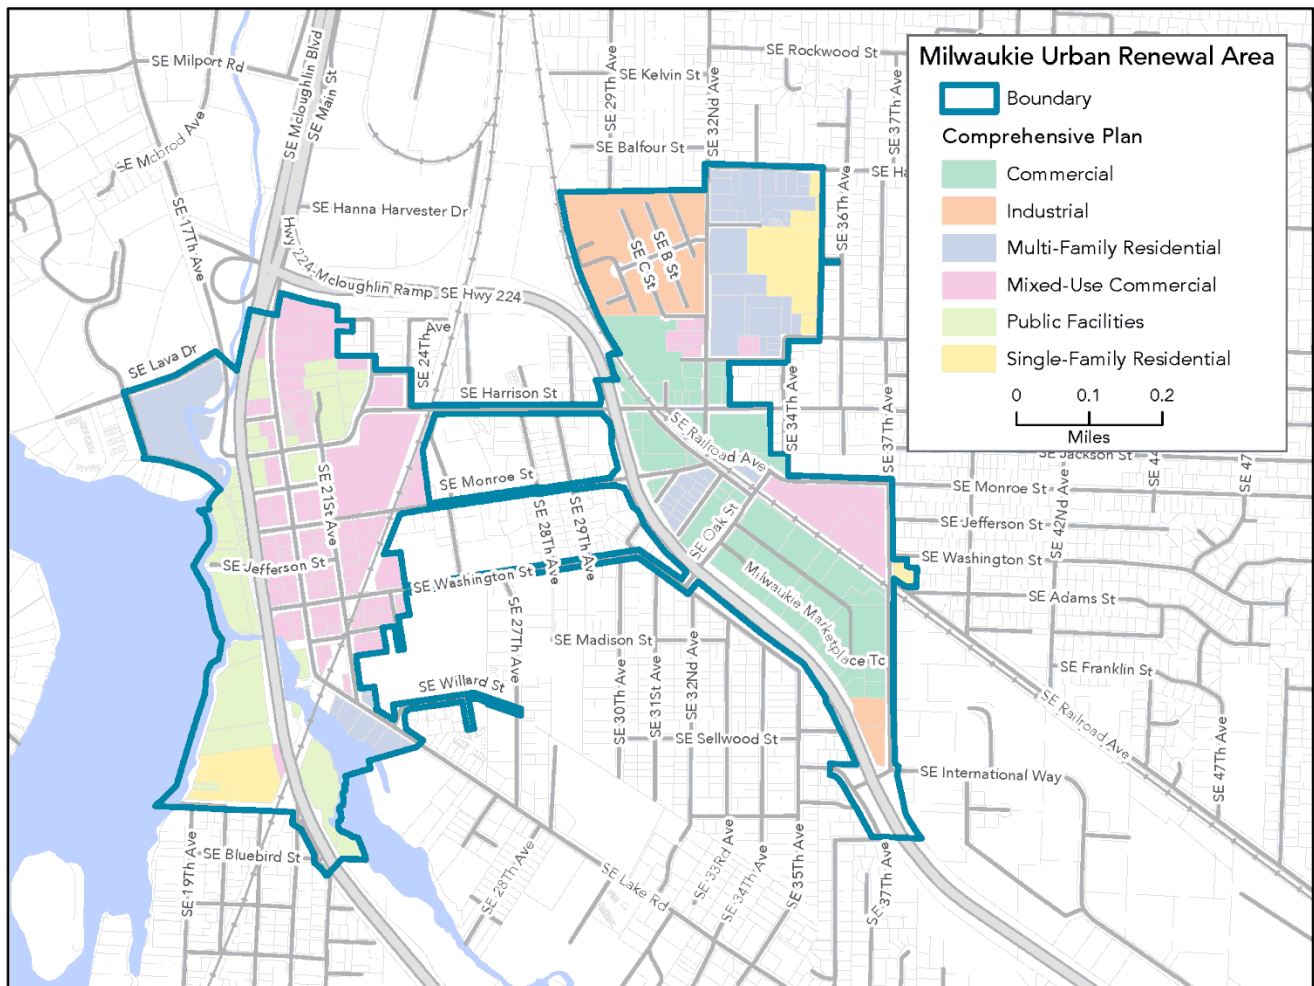 SE Milport Rd
SE Mcbrod Ave
SE 17Th Ave
SE Mcloughlin Blvd
SE Main St
SE Hanna Harvester Dr
Hwy 224-Mcloughlin Ramp
SE Hwy 224
SE Lava Dr
SE 24Th Ave
SE Harrison St
SE Monroe St
SE 21St Ave
SE Jefferson St
SE Washington St
SE 28Th Ave
SE 29Th Ave
SE 27Th Ave
SE Willard St
SE Madison St
SE 30Th Ave
SE 31St Ave
SE 32Nd Ave
SE Sellwood St
SE 19Th Ave
SE Bluebird St
SE 28Th Ave
SE Lake Rd
SE 33Rd Ave
SE 34Th Ave
SE 35Th Ave
SE 37Th Ave
SE 29Th Ave
SE Kelvin St
SE Balfour St
SE 32Nd Ave
SE Rockwood St
SE 37Th Ave
SE 36Th Ave
SE Ha
SE B St
SE C St
SE 34Th Ave
SE 37Th Ave
SE Railroad Ave
SE Oak St
Milwaukie Marketplace Tc
SE Jackson St
SE 44
SE 47
SE Monroe St
SE Jefferson St
SE 42Nd Ave
SE Washington St
SE Adams St
SE Franklin St
SE Railroad Ave
SE 47Th Ave
SE International Way
Milwaukie Urban Renewal Area
Boundary
Comprehensive Plan
Commercial
Industrial
Multi-Family Residential
Mixed-Use Commercial
Public Facilities
Single-Family Residential
0 0.1 0.2
Miles